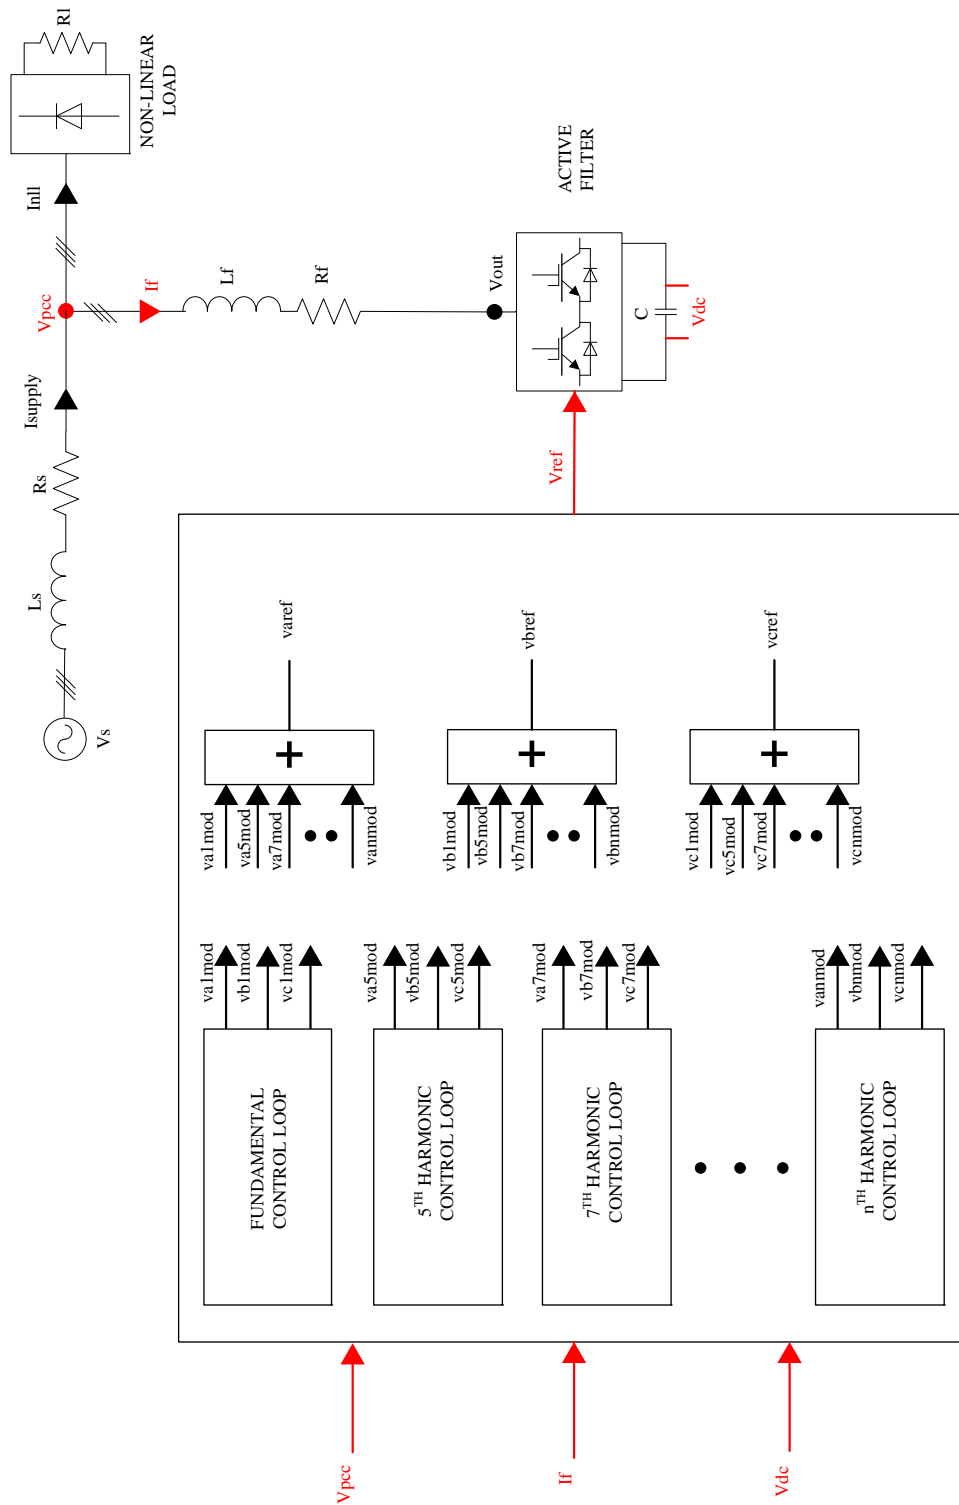 Vs
Ls
Rs
Isupply
Vpcc
Inll
Rl
NON-LINEAR
LOAD
If
Lf
Rf
Vout
ACTIVE
FILTER
C
Vdc
Vref
Vpcc
If
Vdc
FUNDAMENTAL
CONTROL LOOP
va1mod
vb1mod
vc1mod
5TH HARMONIC
CONTROL LOOP
va5mod
vb5mod
vc5mod
7TH HARMONIC
CONTROL LOOP
va7mod
vb7mod
vc7mod
nTH HARMONIC
CONTROL LOOP
vanmod
vbnmod
vcnmod
va1mod
va5mod
va7mod
vanmod
+
varef
vb1mod
vb5mod
vb7mod
vbnmod
+
vbref
vc1mod
vc5mod
vc7mod
vcnmod
+
vcref